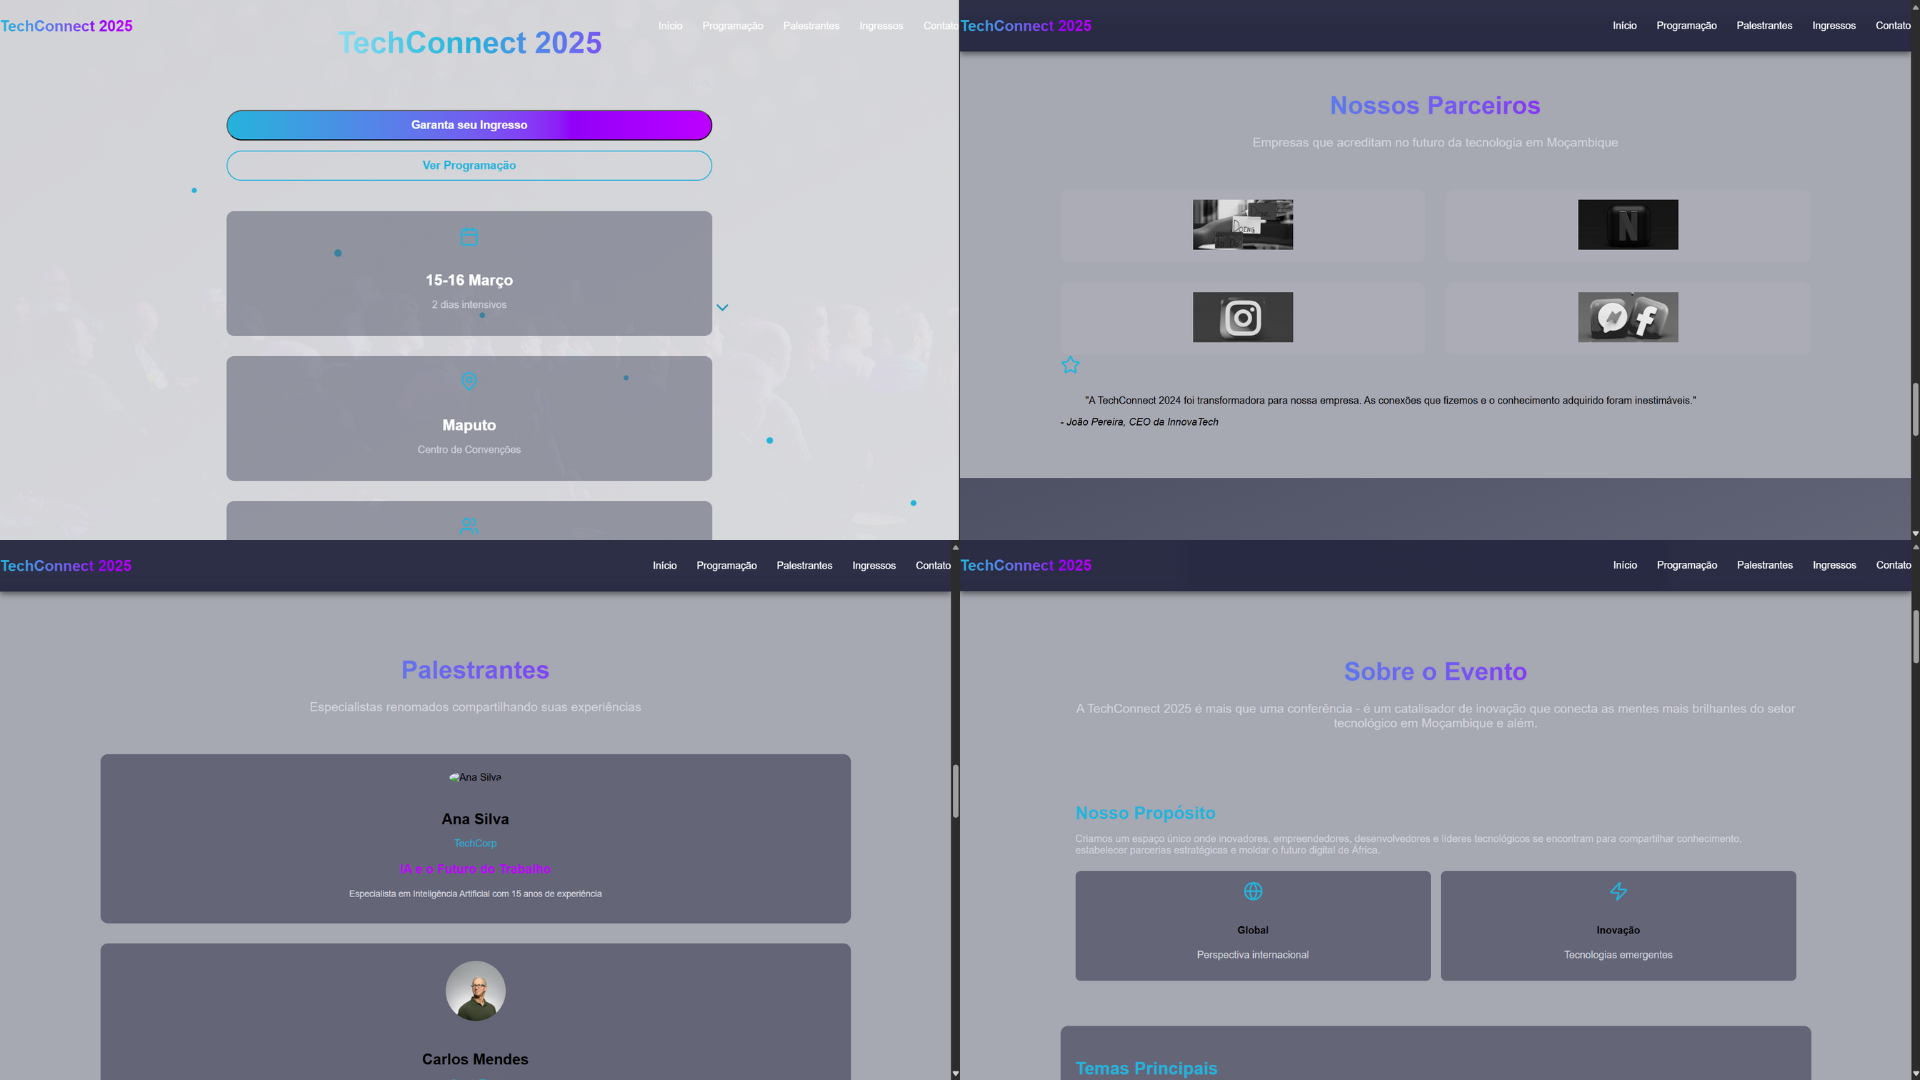 TechConnect 2025
Início
Programação
Palestrantes
Ingressos
Contato
TechConnect 2025
Garanta seu Ingresso
Ver Programação
15-16 Março
2 dias intensivos
Maputo
Centro de Convenções
TechConnect 2025
Início
Programação
Palestrantes
Ingressos
Contato
Nossos Parceiros
Empresas que acreditam no futuro da tecnologia em Moçambique
N
"A TechConnect 2024 foi transformadora para nossa empresa. As conexões que fizemos e o conhecimento adquirido foram inestimáveis."
- João Pereira, CEO da InnovaTech
TechConnect 2025
Início
Programação
Palestrantes
Ingressos
Contato
Palestrantes
Especialistas renomados compartilhando suas experiências
Ana Silva
Ana Silva
TechCorp
IA e o Futuro do Trabalho
Especialista em Inteligência Artificial com 15 anos de experiência
Carlos Mendes
TechConnect 2025
Início
Programação
Palestrantes
Ingressos
Contato
Sobre o Evento
A TechConnect 2025 é mais que uma conferência - é um catalisador de inovação que conecta as mentes mais brilhantes do setor
tecnológico em Moçambique e além.
Nosso Propósito
Criamos um espaço único onde inovadores, empreendedores, desenvolvedores e líderes tecnológicos se encontram para compartilhar conhecimento,
estabelecer parcerias estratégicas e moldar o futuro digital de África.
Global
Perspectiva internacional
Inovação
Tecnologias emergentes
Temas Principais